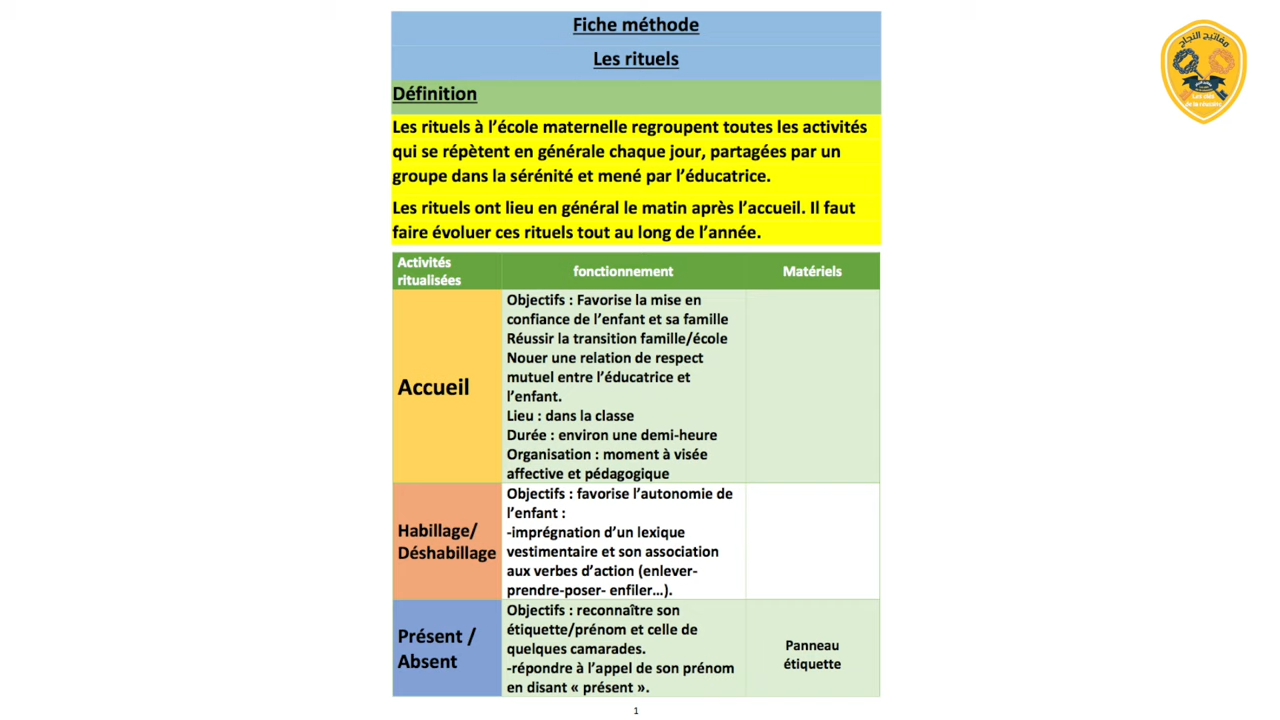 Fiche méthode
Les rituels
مفاتيح النجاح
Les clés
de la réussite
Définition
Les rituels à l'école maternelle regroupent toutes les activités
qui se répètent en générale chaque jour, partagées par un
groupe dans la sérénité et mené par l'éducatrice.
Les rituels ont lieu en général le matin après l'accueil. Il faut
faire évoluer ces rituels tout au long de l'année.
Activités
ritualisées
fonctionnement
Matériels
Accueil
Objectifs : Favorise la mise en
confiance de l'enfant et sa famille
Réussir la transition famille/école
Nouer une relation de respect
mutuel entre l'éducatrice et
l'enfant.
Lieu : dans la classe
Durée : environ une demi-heure
Organisation : moment à visée
affective et pédagogique
Habillage/
Déshabillage
Objectifs : favorise l'autonomie de
l'enfant :
-imprégnation d'un lexique
vestimentaire et son association
aux verbes d'action (enlever-
prendre-poser- enfiler…).
Présent /
Absent
Objectifs : reconnaître son
étiquette/prénom et celle de
quelques camarades.
-répondre à l'appel de son prénom
en disant « présent ».
Panneau
étiquette
1